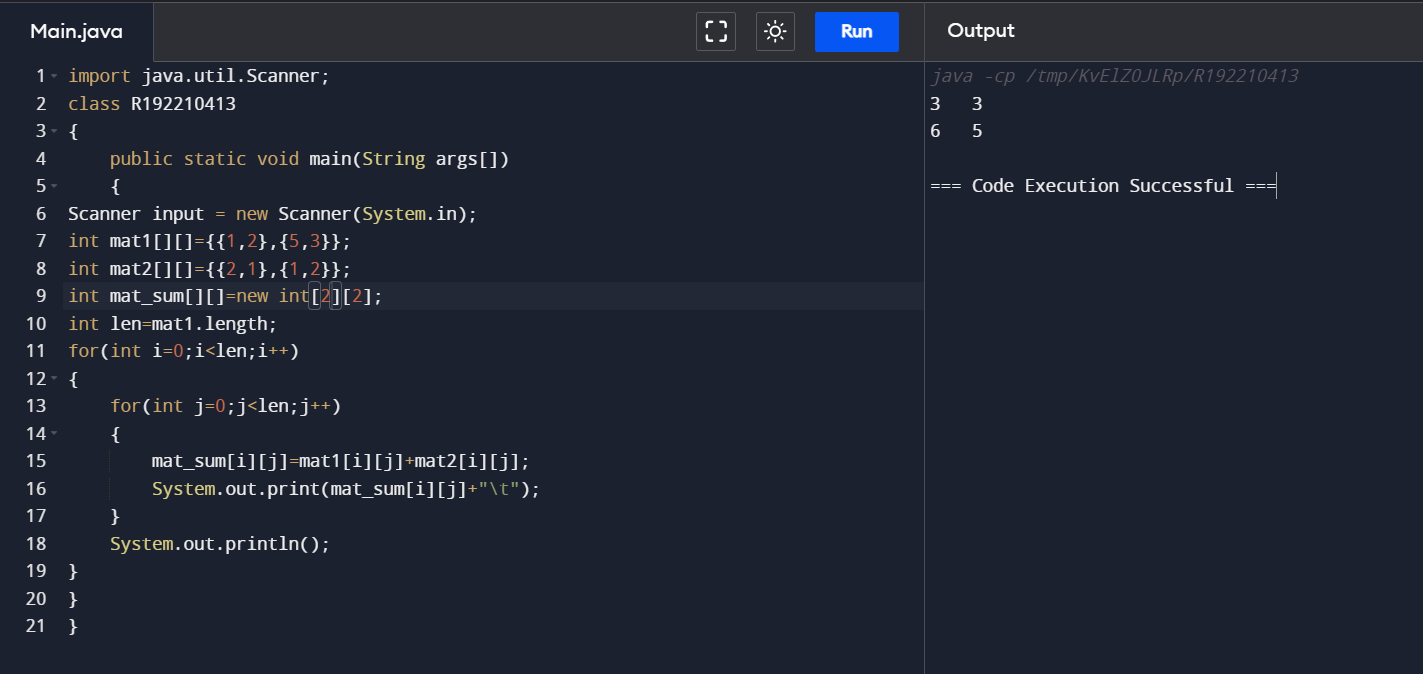 Main.java
Run
Output
1 import java.util.Scanner;
2 class R192210413
3 {
4     public static void main(String args[])
5     {
6 Scanner input = new Scanner(System.in);
7 int mat1[][]={{1,2},{5,3}};
8 int mat2[][]={{2,1},{1,2}};
9 int mat_sum[][]=new int[2][2];
10 int len=mat1.length;
11 for(int i=0;i<len;i++)
12 {
13     for(int j=0;j<len;j++)
14     {
15         mat_sum[i][j]=mat1[i][j]+mat2[i][j];
16         System.out.print(mat_sum[i][j]+"\t");
17     }
18     System.out.println();
19 }
20 }
21 }
java -cp /tmp/KvElZOJLRp/R192210413
3   3
6   5
=== Code Execution Successful ===